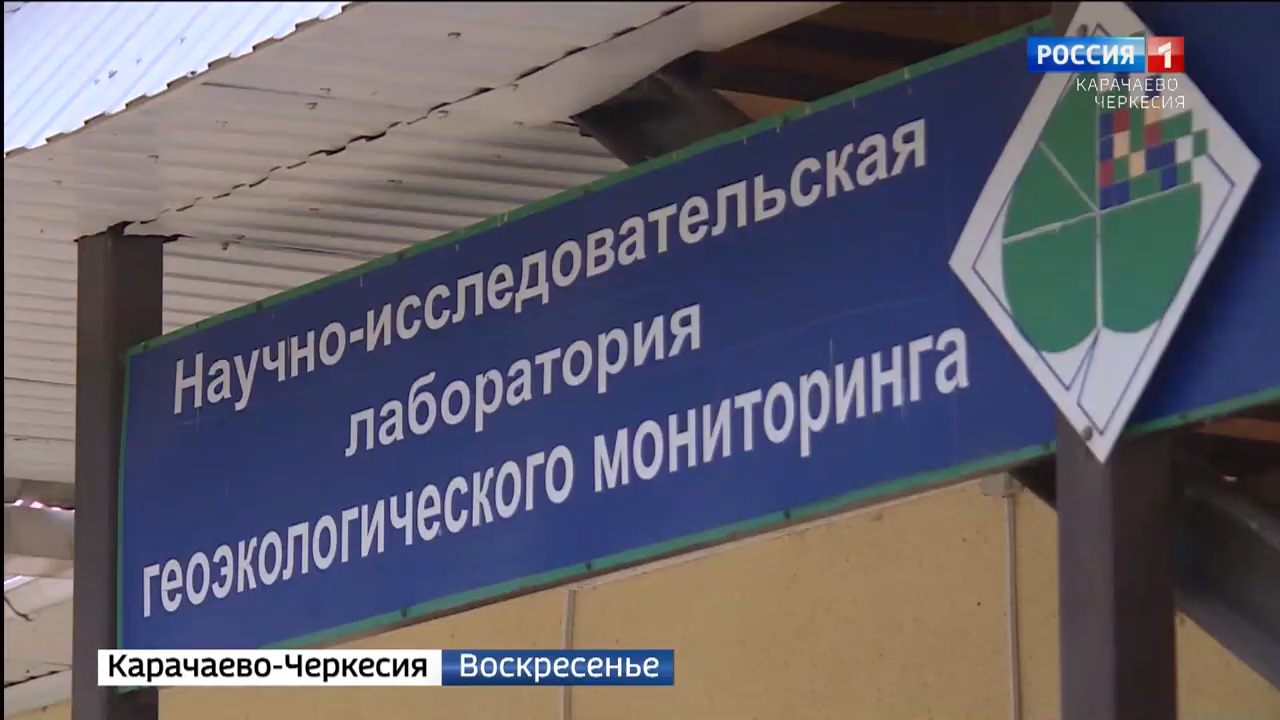 РОССИЯ 1
КАРАЧАЕВО
ЧЕРКЕСИЯ
Научно-исследовательская
лаборатория
геоэкологического мониторинга
Карачаево-Черкесия Воскресенье